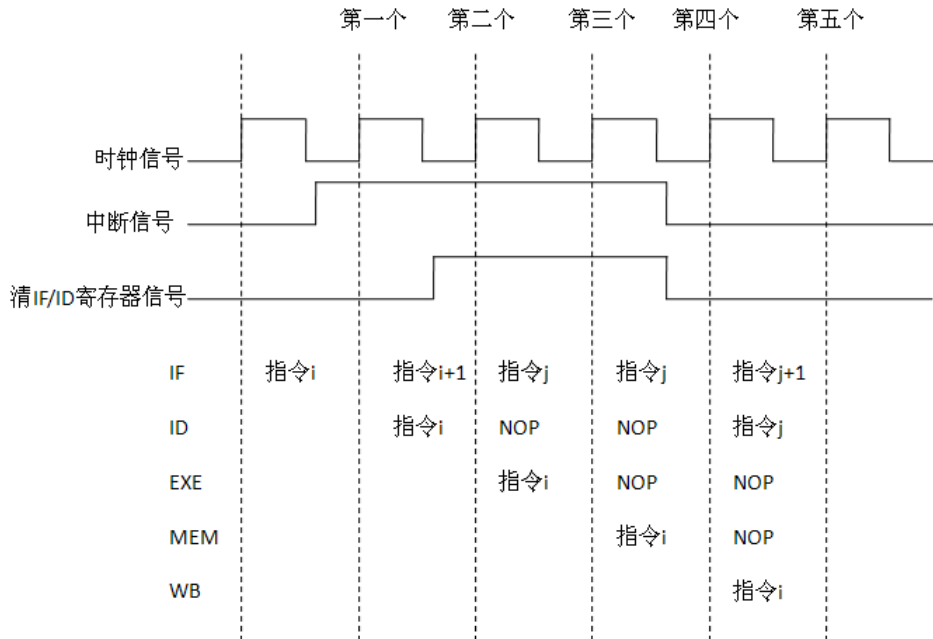 第一个 第二个 第三个 第四个 第五个
时钟信号
中断信号
清IF/ID寄存器信号
IF 指令i 指令i+1 指令j 指令j 指令j+1
ID 指令i NOP NOP 指令j
EXE 指令i NOP NOP
MEM 指令i NOP
WB 指令i